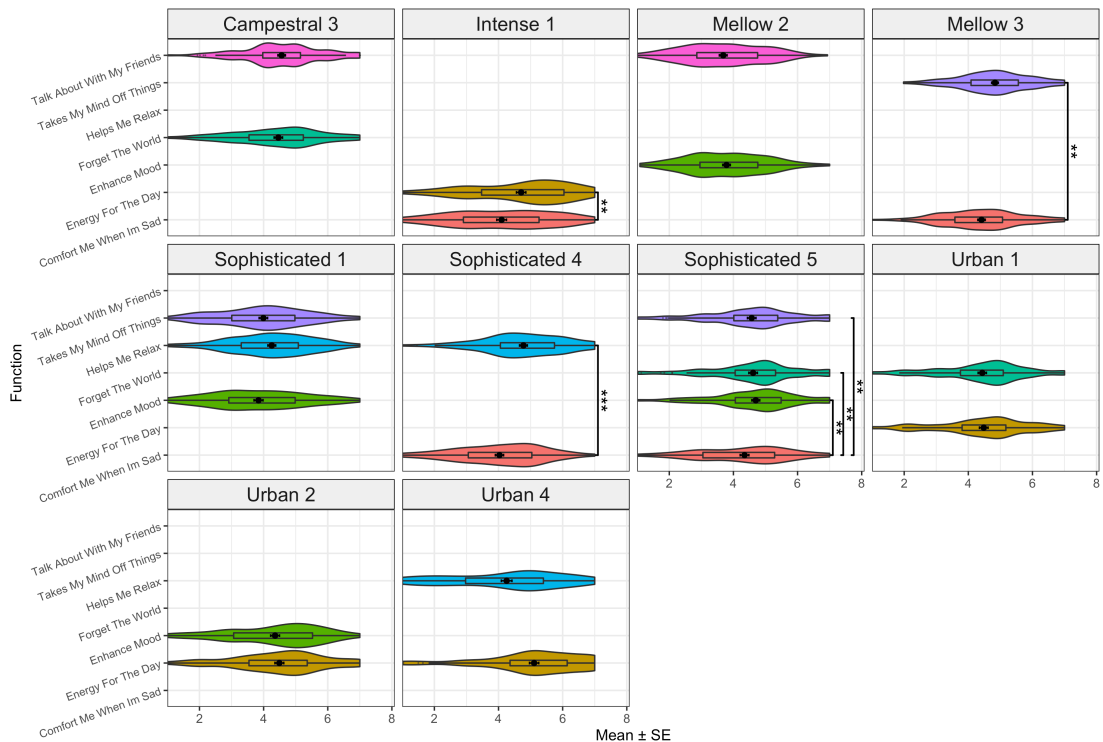 Campestral 3 Intense 1 Mellow 2 Mellow 3
Talk About With My Friends
Takes My Mind Off Things
Helps Me Relax
Forget The World
Enhance Mood
Energy For The Day
Comfort Me When Im Sad
**
**
Sophisticated 1 Sophisticated 4 Sophisticated 5 Urban 1
Talk About With My Friends
Takes My Mind Off Things
Helps Me Relax
Forget The World
Enhance Mood
Energy For The Day
Comfort Me When Im Sad
***
**
**
**
2 4 6 8 2 4 6 8
Function
Urban 2 Urban 4
Talk About With My Friends
Takes My Mind Off Things
Helps Me Relax
Forget The World
Enhance Mood
Energy For The Day
Comfort Me When Im Sad
2 4 6 8 2 4 6 8
Mean ± SE